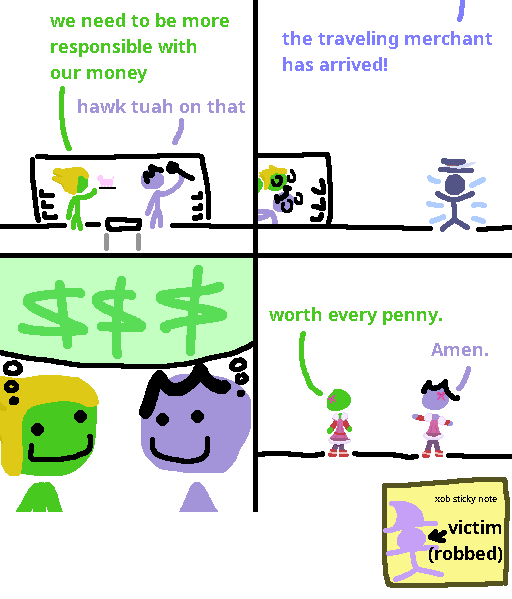 we need to be more
responsible with
our money
hawk tuah on that
the traveling merchant
has arrived!
$$$
worth every penny.
Amen.
xob sticky note
victim
(robbed)